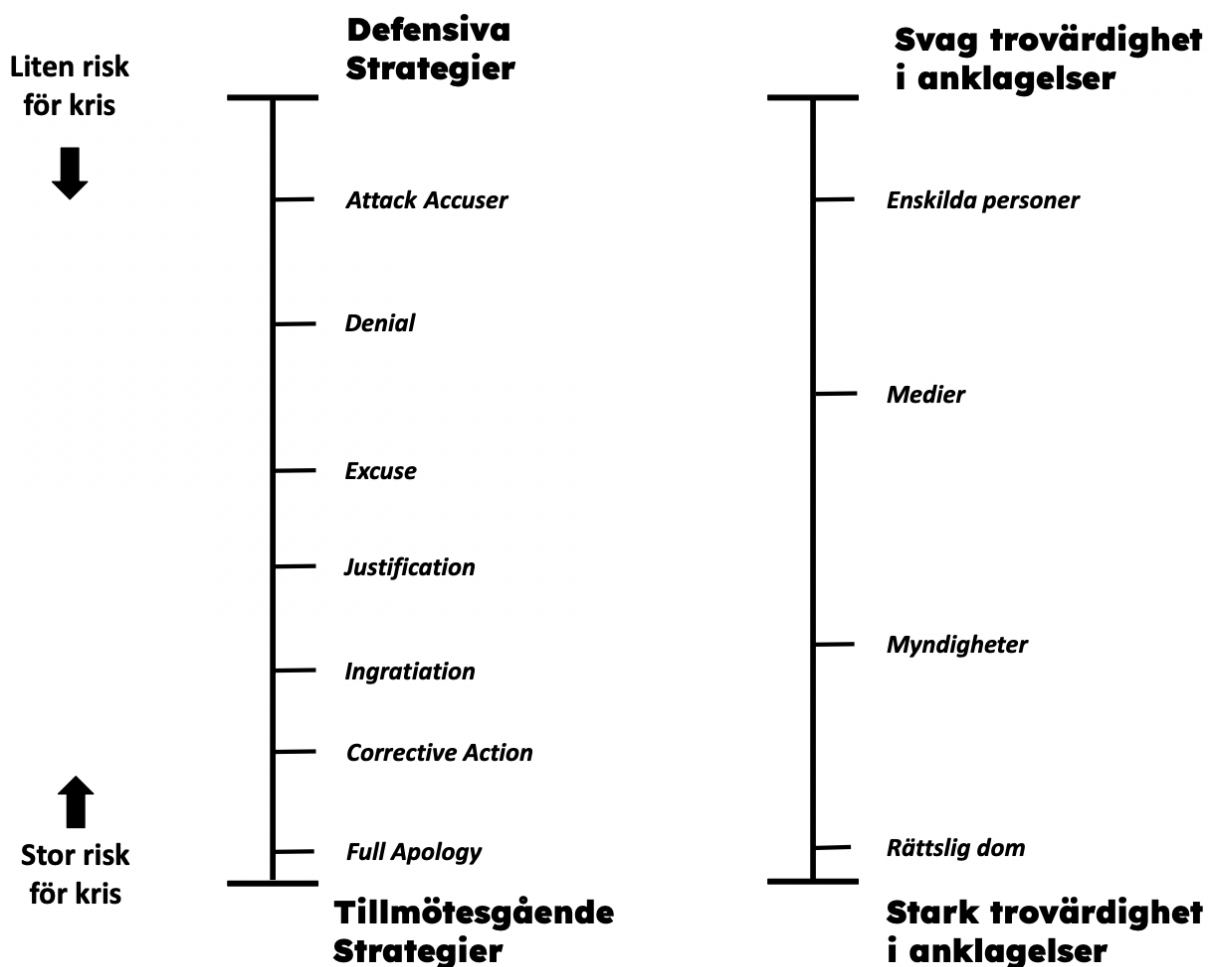 Defensiva
Strategier
Svag trovärdighet
i anklagelser
Liten risk
för kris
Attack Accuser
Enskilda personer
Denial
Medier
Excuse
Justification
Myndigheter
Ingratiation
Corrective Action
Stor risk
för kris
Full Apology
Rättslig dom
Tillmötesgående
Strategier
Stark trovärdighet
i anklagelser